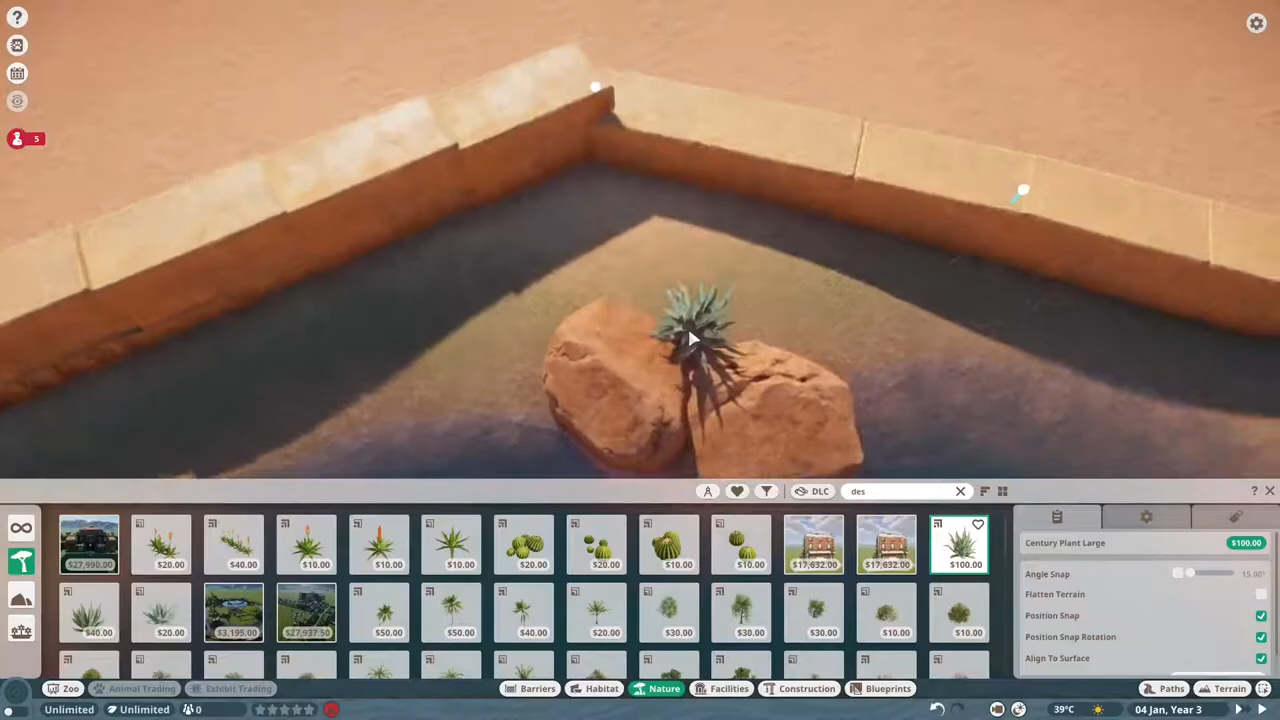 ?
5
DLC
des
?
$27,990.00
$20.00
$40.00
$10.00
$10.00
$10.00
$20.00
$20.00
$10.00
$10.00
$17,632.00
$17,632.00
$100.00
$40.00
$20.00
$3,195.00
$27,937.50
$50.00
$50.00
$40.00
$20.00
$30.00
$30.00
$30.00
$10.00
$10.00
Century Plant Large
$100.00
Angle Snap
15.00°
Flatten Terrain
Position Snap
Position Snap Rotation
Align To Surface
Zoo
Animal Trading
Exhibit Trading
Barriers
Habitat
Nature
Facilities
Construction
Blueprints
Paths
Terrain
Unlimited
Unlimited
0
39°C
04 Jan, Year 3